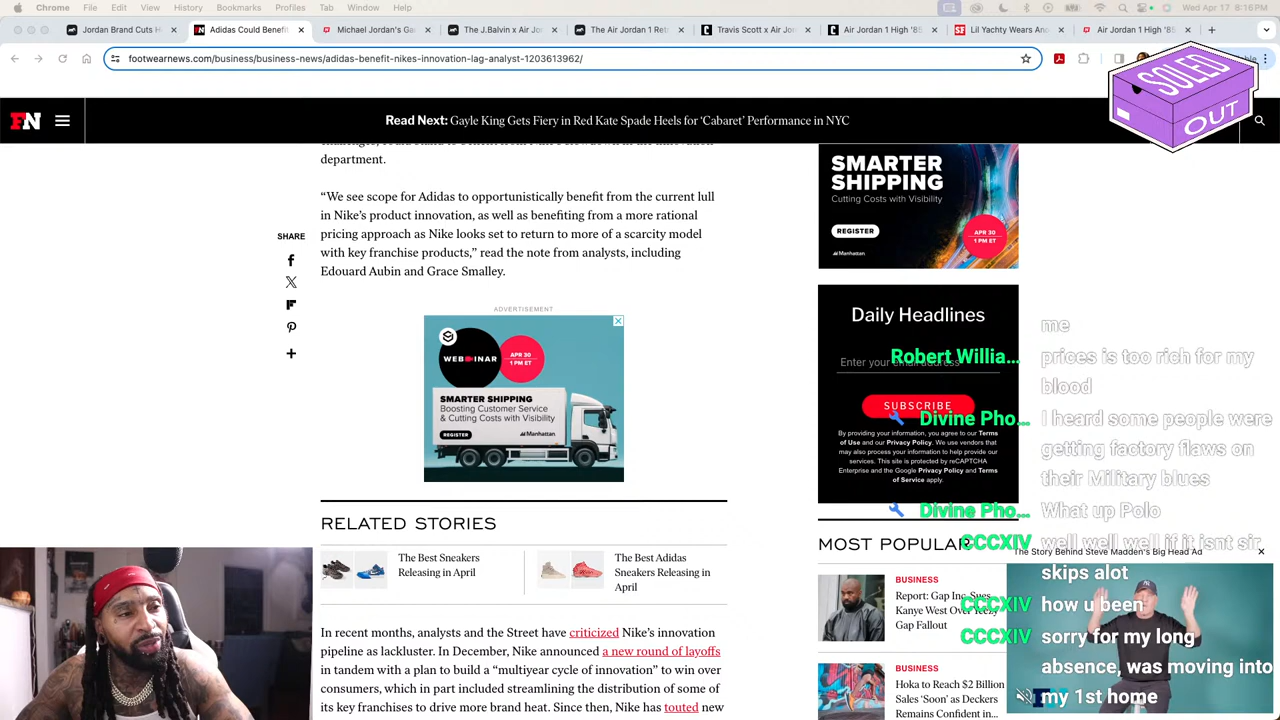 Chrome File Edit View History Bookmarks Profiles Tab Window Help
Wed Apr 17 8:16 PM
Jordan Brand Cuts H
Adidas Could Benefi
Michael Jordan's Ga
The J.Balvin x Air Jo
The Air Jordan 1 Ret
Travis Scott x Air Jo
Air Jordan 1 High '8
Lil Yachty Wears An
Air Jordan 1 High '85
footwearnews.com/business/business-news/adidas-benefit-nikes-innovation-lag-analyst-1203613962/
SOLED
OUT
FN
Read Next: Gayle King Gets Fiery in Red Kate Spade Heels for ‘Cabaret’ Performance in NYC
department.
“We see scope for Adidas to opportunistically benefit from the current lull
in Nike’s product innovation, as well as benefiting from a more rational
pricing approach as Nike looks set to return to more of a scarcity model
with key franchise products,” read the note from analysts, including
Edouard Aubin and Grace Smalley.
SHARE
ADVERTISEMENT
WEBINAR
APR 30
1 PM ET
SMARTER SHIPPING
Boosting Customer Service
& Cutting Costs with Visibility
REGISTER
Manhattan
RELATED STORIES
The Best Sneakers
Releasing in April
The Best Adidas
Sneakers Releasing in
April
In recent months, analysts and the Street have criticized Nike’s innovation
pipeline as lackluster. In December, Nike announced a new round of layoffs
in tandem with a plan to build a “multiyear cycle of innovation” to win over
consumers, which in part included streamlining the distribution of some of
its key franchises to drive more brand heat. Since then, Nike has touted new
SMARTER
SHIPPING
Cutting Costs with Visibility
REGISTER
APR 30
1 PM ET
Manhattan
Daily Headlines
Enter your email address
SUBSCRIBE
By providing your information, you agree to our Terms
of Use and our Privacy Policy. We use vendors that
may also process your information to help provide our
services. This site is protected by reCAPTCHA
Enterprise and the Google Privacy Policy and Terms
of Service apply.
MOST POPULAR
BUSINESS
Report: Gap Inc. Sues
Kanye West Over Yeezy
Gap Fallout
BUSINESS
Hoka to Reach $2 Billion
Sales ‘Soon’ as Deckers
Remains Confident in...
The Story Behind Steve Madden's Big Head Ad
me
Robert Willia... prices is too rich for my
blood
Divine Pho... I heard some people were
getting factory flaws on
their Military blues
Divine Pho... What up Polo
CCCXIV well well well if it isnt sir
skips alot
CCCXIV how u been
CCCXIV sorry for my long
absence, was moving into
my 1st home